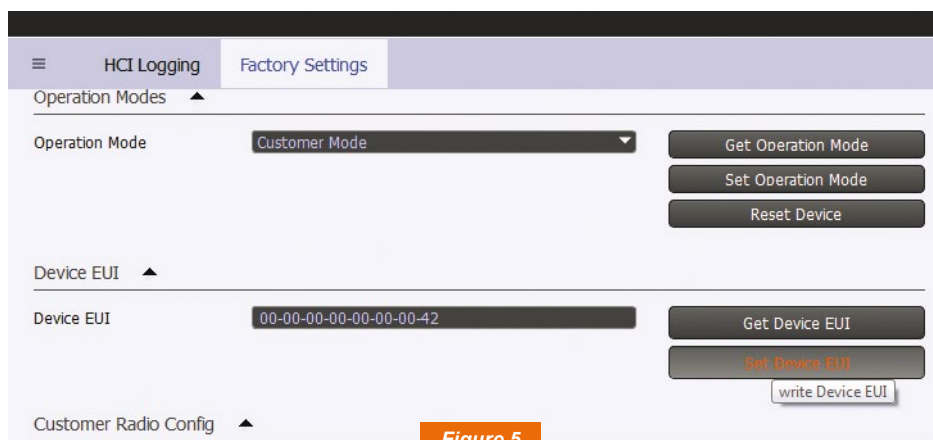 ≡ HCI Logging Factory Settings
Operation Modes
Operation Mode Customer Mode Get Operation Mode
Set Operation Mode
Reset Device
Device EUI
Device EUI 00-00-00-00-00-00-00-42 Get Device EUI
Set Device EUI
write Device EUI
Customer Radio Config
Figure 5